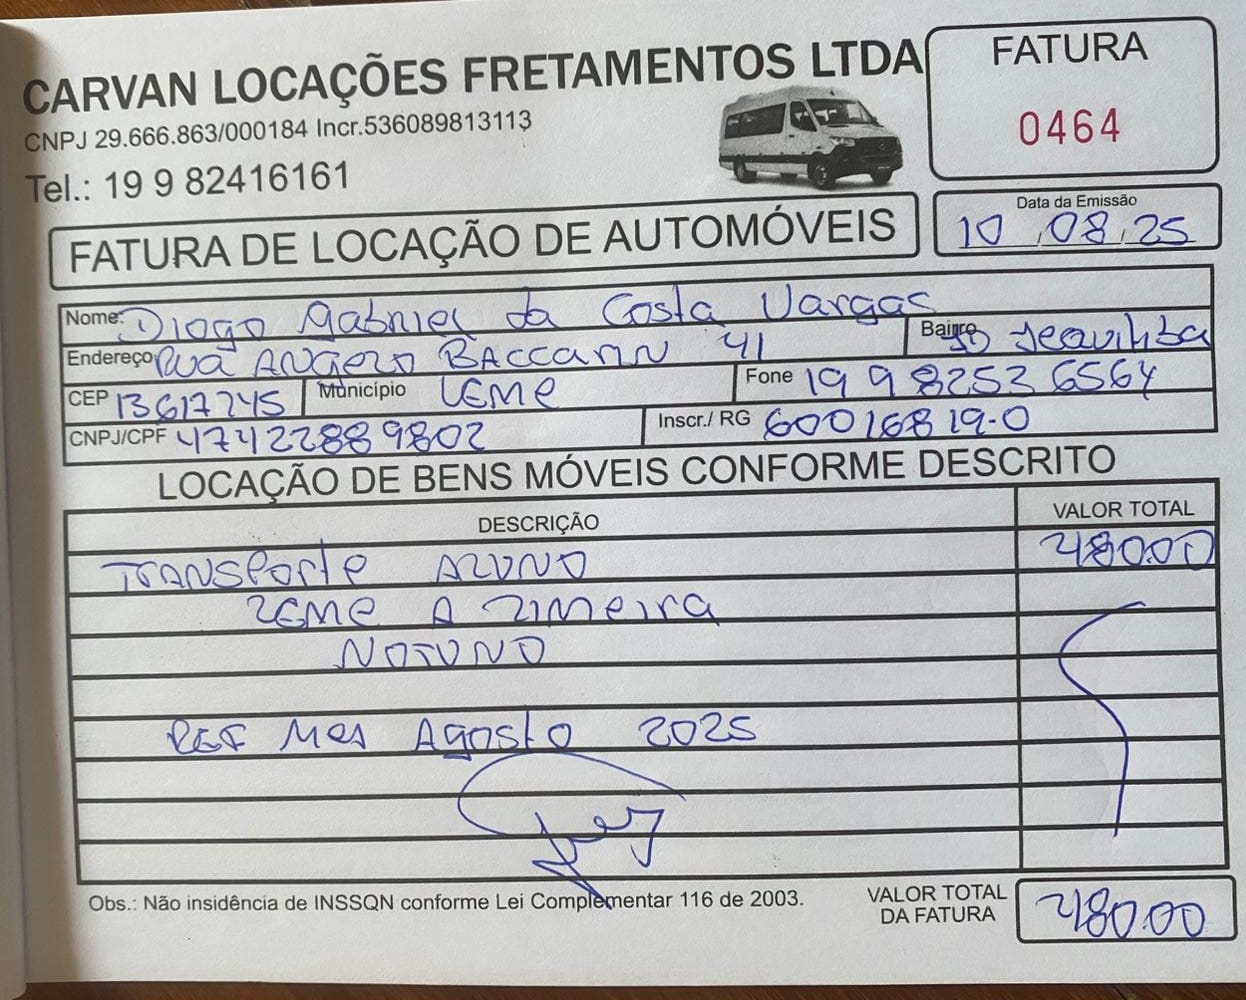 CARVAN LOCAÇÕES FRETAMENTOS LTDA
CNPJ 29.666.863/000184 Incr.536089813113
Tel.: 19 9 82416161
FATURA
0464
Data da Emissão
10 08 25
FATURA DE LOCAÇÃO DE AUTOMÓVEIS
Nome: Diogo Gabriel da Costa Vargas
Endereço Rua ANGELO BACCARIN 41 Bairro JD
CEP 13617245 Município LEME Fone 19 9 8253 6564
CNPJ/CPF 47422889802 Inscr./ RG 60016819-0
LOCAÇÃO DE BENS MÓVEIS CONFORME DESCRITO
DESCRIÇÃO VALOR TOTAL
TRANSPorte ALUNO 480.00
LEME A LIMEIRA
NOTUNO
REF Mes Agosto 2025
Obs.: Não insidência de INSSQN conforme Lei Complementar 116 de 2003.
VALOR TOTAL
DA FATURA 480.00